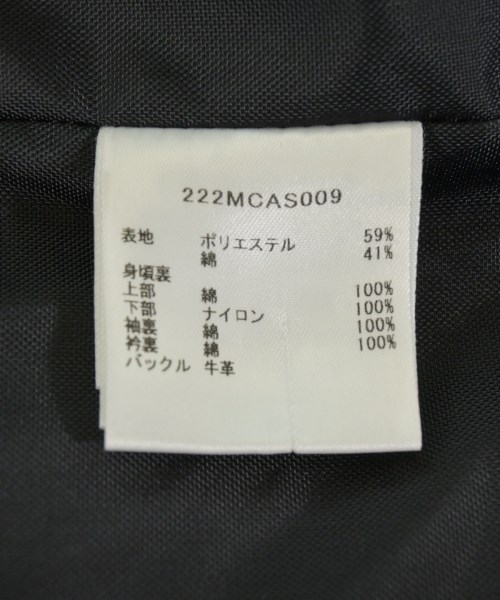 222MCAS009
表地 ポリエステル 59%
綿 41%
身頃裏
上部 綿 100%
下部 ナイロン 100%
袖裏 綿 100%
衿裏 綿 100%
バックル 牛革